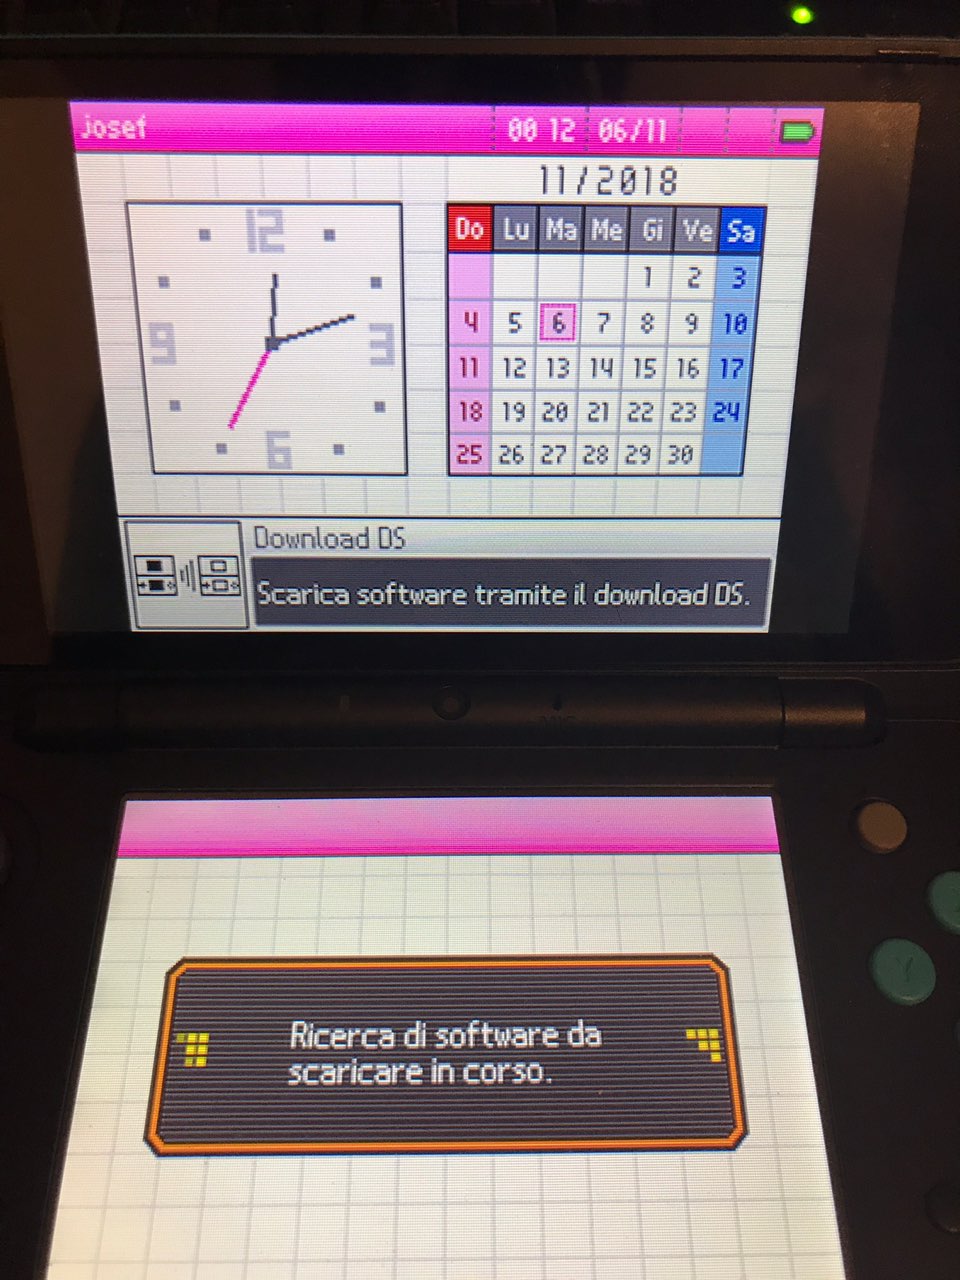 josef 00 12 06/11
11/2018
12
9 3
6
Do Lu Ma Me Gi Ve Sa
1 2 3
4 5 6 7 8 9 10
11 12 13 14 15 16 17
18 19 20 21 22 23 24
25 26 27 28 29 30
Download DS
Scarica software tramite il download DS.
MIC
Ricerca di software da
scaricare in corso.
Y